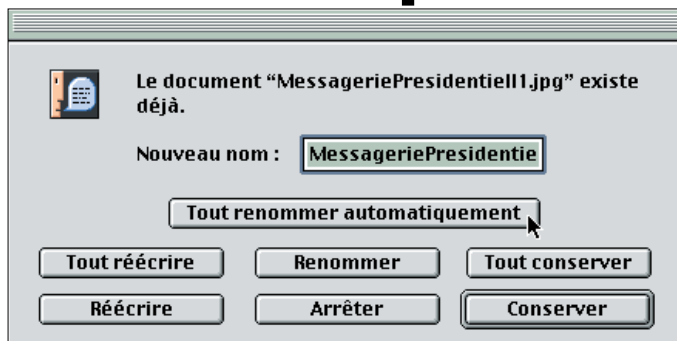 Le document “MessageriePresidentiell1.jpg” existe
déjà.
Nouveau nom : MessageriePresidentie
Tout renommer automatiquement
Tout réécrire Renommer Tout conserver
Réécrire Arrêter Conserver